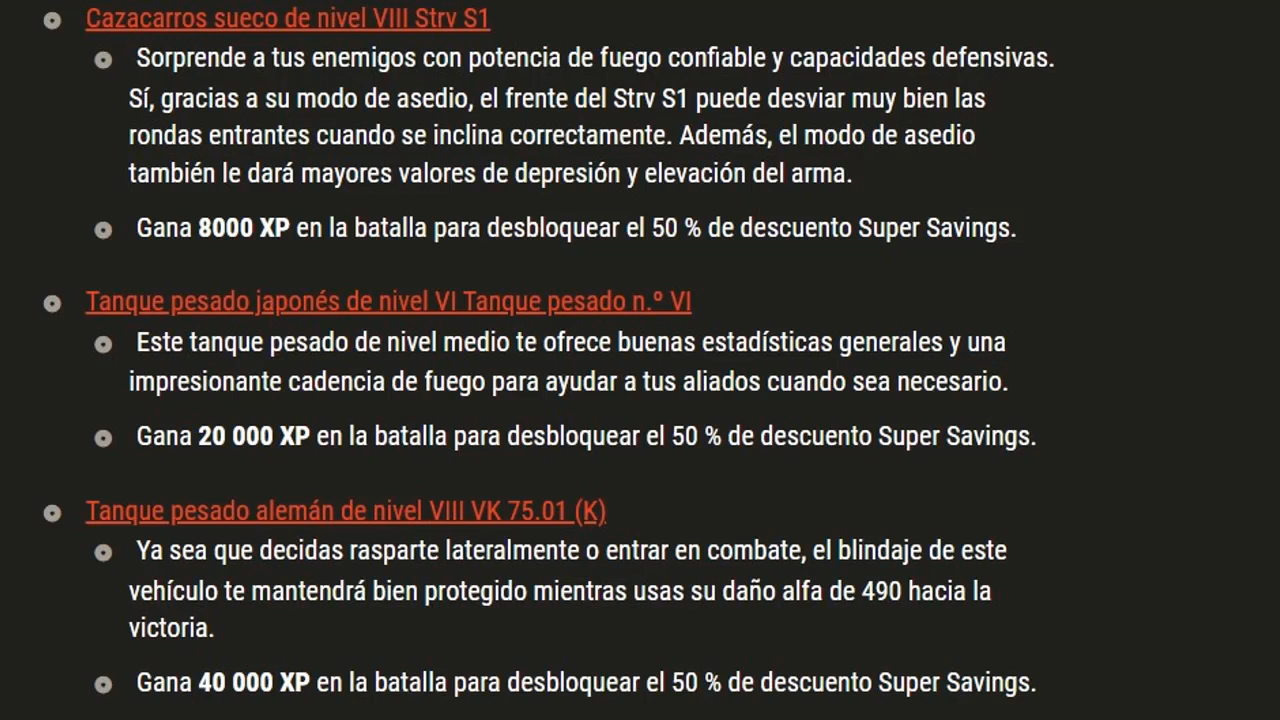 Cazacarros sueco de nivel VIII Strv S1
Sorprende a tus enemigos con potencia de fuego confiable y capacidades defensivas.
Sí, gracias a su modo de asedio, el frente del Strv S1 puede desviar muy bien las
rondas entrantes cuando se inclina correctamente. Además, el modo de asedio
también le dará mayores valores de depresión y elevación del arma.
Gana 8000 XP en la batalla para desbloquear el 50 % de descuento Super Savings.
Tanque pesado japonés de nivel VI Tanque pesado n.º VI
Este tanque pesado de nivel medio te ofrece buenas estadísticas generales y una
impresionante cadencia de fuego para ayudar a tus aliados cuando sea necesario.
Gana 20 000 XP en la batalla para desbloquear el 50 % de descuento Super Savings.
Tanque pesado alemán de nivel VIII VK 75.01 (K)
Ya sea que decidas rasparte lateralmente o entrar en combate, el blindaje de este
vehículo te mantendrá bien protegido mientras usas su daño alfa de 490 hacia la
victoria.
Gana 40 000 XP en la batalla para desbloquear el 50 % de descuento Super Savings.